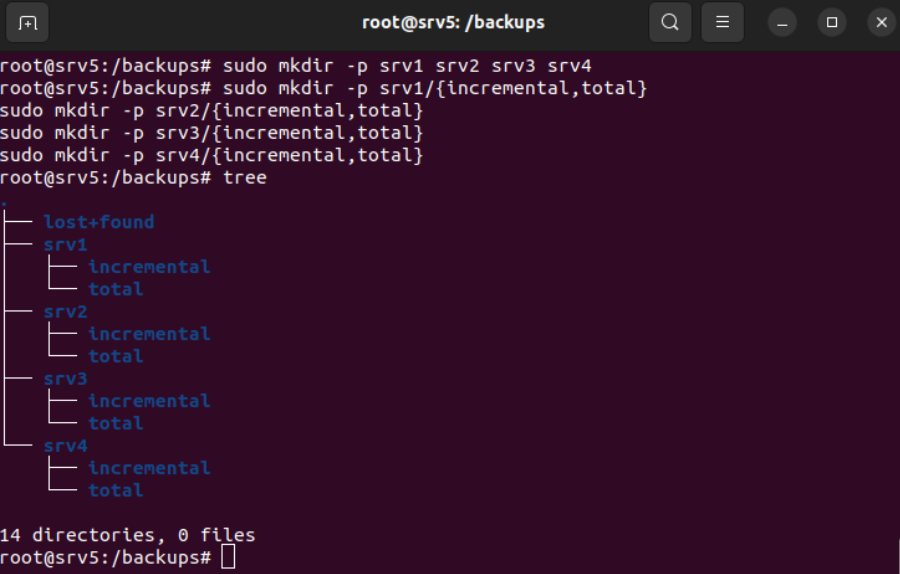 root@srv5: /backups
root@srv5:/backups# sudo mkdir -p srv1 srv2 srv3 srv4
root@srv5:/backups# sudo mkdir -p srv1/{incremental,total}
sudo mkdir -p srv2/{incremental,total}
sudo mkdir -p srv3/{incremental,total}
sudo mkdir -p srv4/{incremental,total}
root@srv5:/backups# tree
.
├── lost+found
├── srv1
│   ├── incremental
│   └── total
├── srv2
│   ├── incremental
│   └── total
├── srv3
│   ├── incremental
│   └── total
└── srv4
    ├── incremental
    └── total
14 directories, 0 files
root@srv5:/backups#